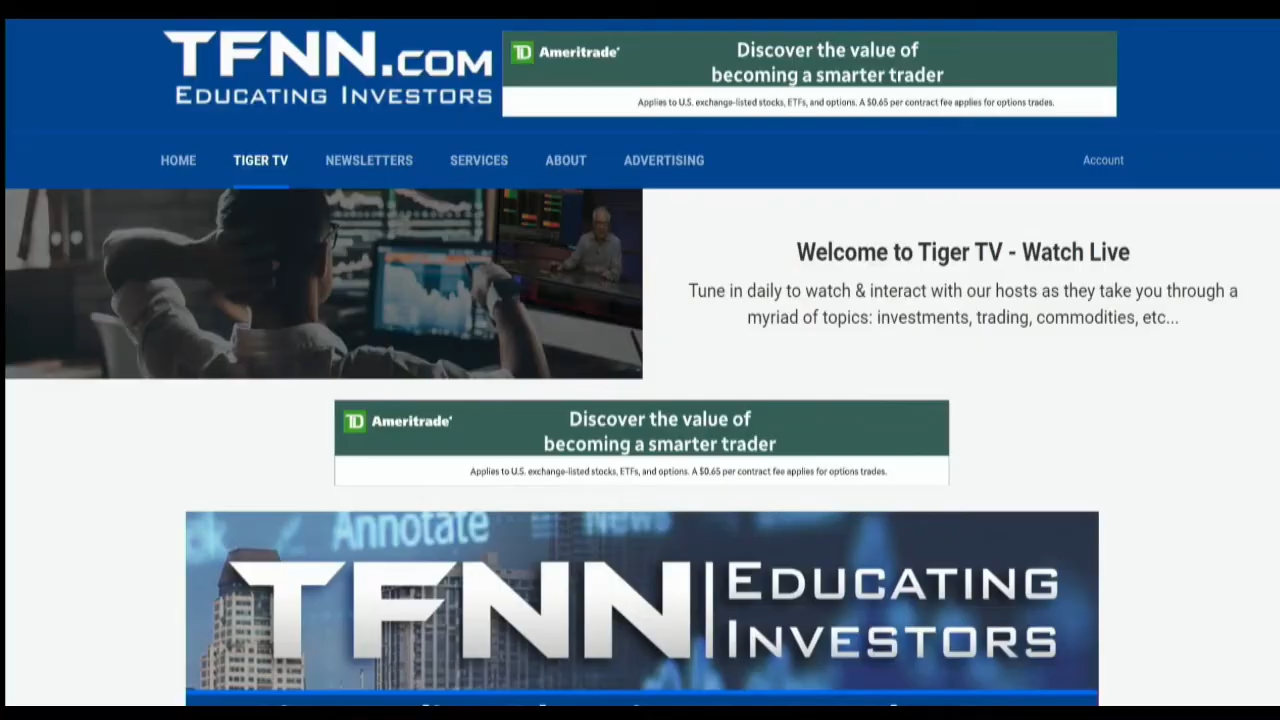 TFNN.COM
EDUCATING INVESTORS
TD Ameritrade
Discover the value of
becoming a smarter trader
Applies to U.S. exchange-listed stocks, ETFs, and options. A $0.65 per contract fee applies for options trades.
HOME TIGER TV NEWSLETTERS SERVICES ABOUT ADVERTISING Account
Welcome to Tiger TV - Watch Live
Tune in daily to watch & interact with our hosts as they take you through a
myriad of topics: investments, trading, commodities, etc...
TD Ameritrade
Discover the value of
becoming a smarter trader
Applies to U.S. exchange-listed stocks, ETFs, and options. A $0.65 per contract fee applies for options trades.
Annotate News
TFNN EDUCATING
INVESTORS